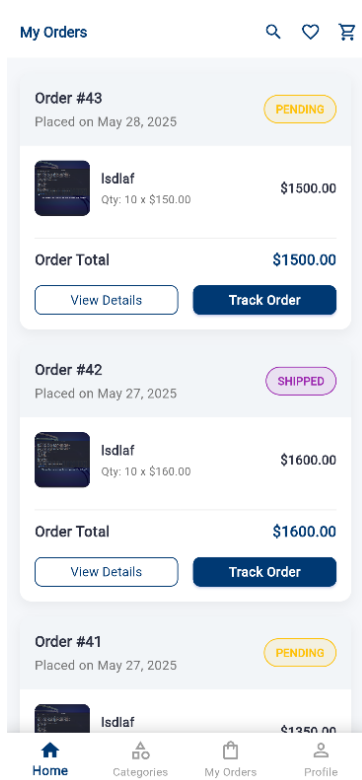 My Orders
Order #43
PENDING
Placed on May 28, 2025
lsdlaf
$1500.00
Qty: 10 x $150.00
Order Total
$1500.00
View Details
Track Order
Order #42
SHIPPED
Placed on May 27, 2025
lsdlaf
$1600.00
Qty: 10 x $160.00
Order Total
$1600.00
View Details
Track Order
Order #41
PENDING
Placed on May 27, 2025
lsdlaf
$1350.00
Home
Categories
My Orders
Profile